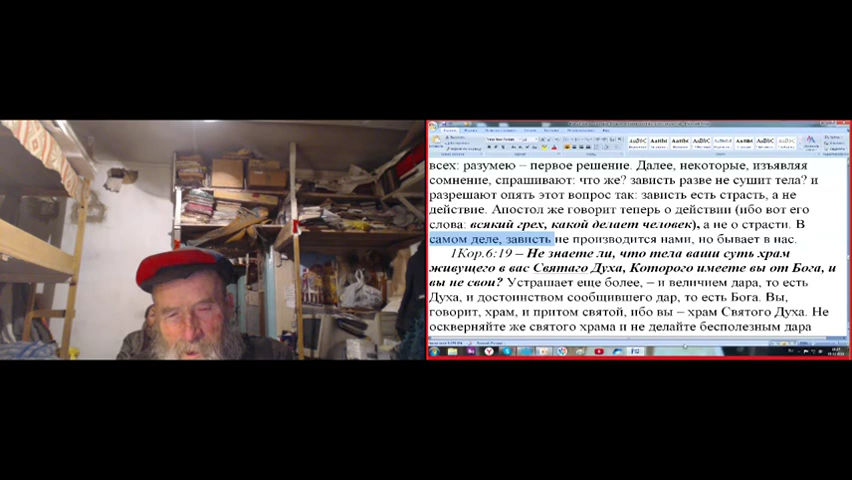 всех: разумею – первое решение. Далее, некоторые, изъявляя
сомнение, спрашивают: что же? зависть разве не сушит тела? и
разрешают опять этот вопрос так: зависть есть страсть, а не
действие. Апостол же говорит теперь о действии (ибо вот его
слова: всякий грех, какой делает человек), а не о страсти. В
самом деле, зависть не производится нами, но бывает в нас.
1Кор.6:19 – Не знаете ли, что тела ваши суть храм
живущего в вас Святаго Духа, Которого имеете вы от Бога, и
вы не свои? Устрашает еще более, – и величием дара, то есть
Духа, и достоинством сообщившего дар, то есть Бога. Вы,
говорит, храм, и притом святой, ибо вы – храм Святого Духа. Не
оскверняйте же святого храма и не делайте бесполезным дара